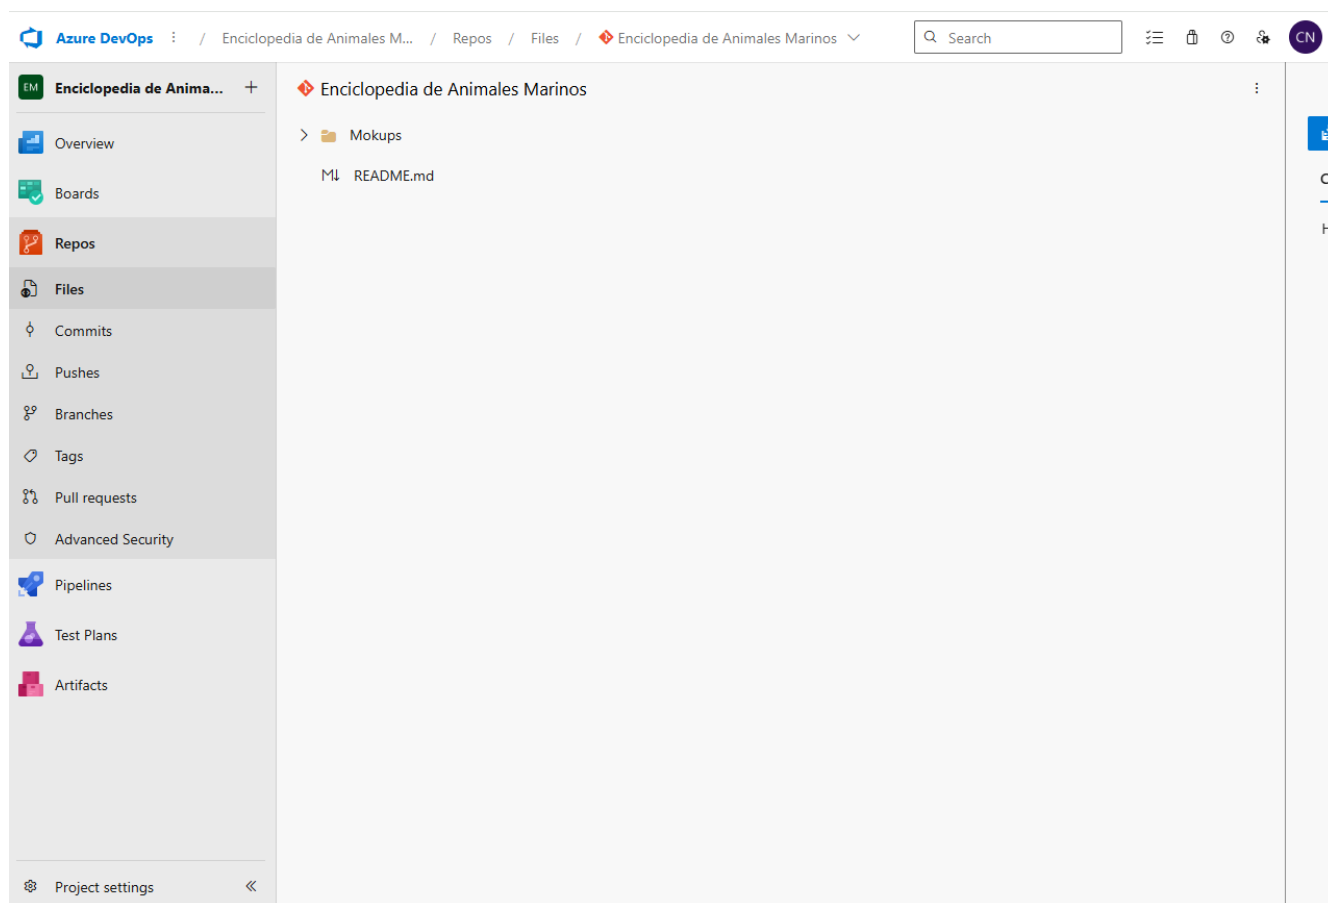 Azure DevOps / Enciclopedia de Animales M... / Repos / Files / Enciclopedia de Animales Marinos
Search
CN
EM Enciclopedia de Anima... +
Overview
Boards
Repos
Files
Commits
Pushes
Branches
Tags
Pull requests
Advanced Security
Pipelines
Test Plans
Artifacts
Project settings
Enciclopedia de Animales Marinos
Mokups
M↓ README.md